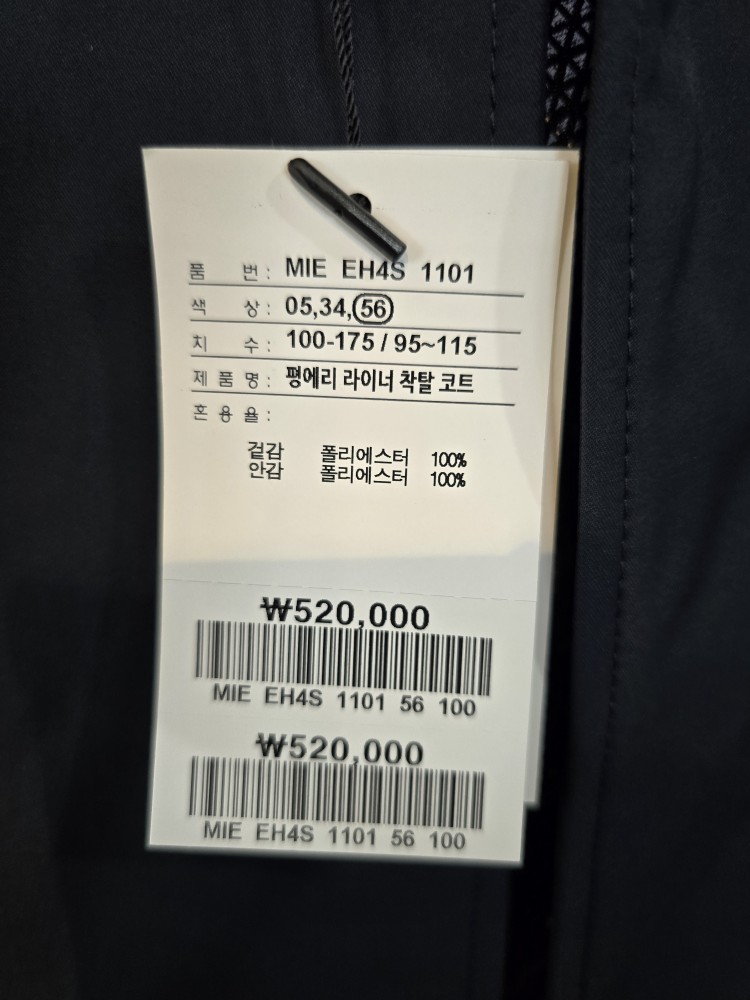 품 번 : MIE EH4S 1101
색 상 : 05,34,56
치 수 : 100-175 / 95~115
제 품 명 : 평에리 라이너 착탈 코트
혼 용 율 :
겉감 폴리에스터 100%
안감 폴리에스터 100%
₩520,000
MIE EH4S 1101 56 100
₩520,000
MIE EH4S 1101 56 100